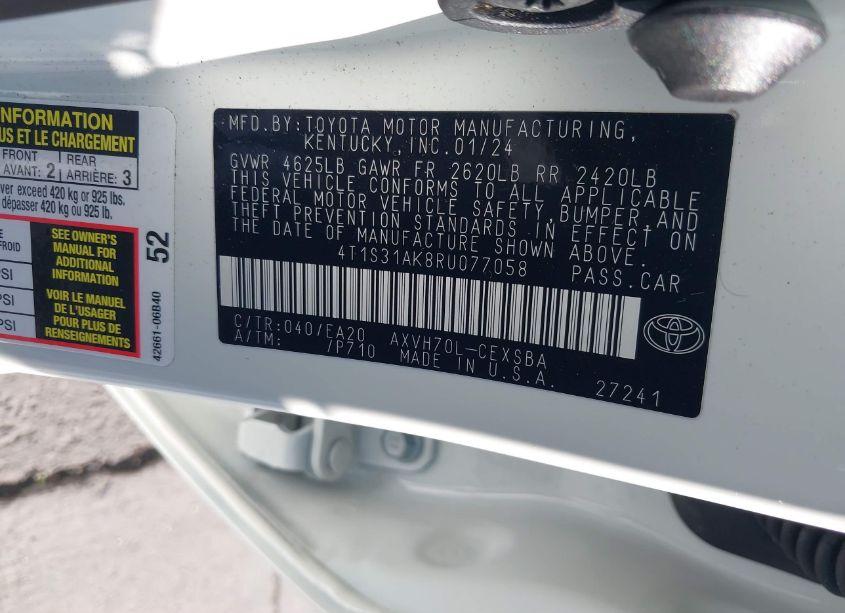 INFORMATION
US ET LE CHARGEMENT
FRONT
AVANT: 2
REAR
ARRIÈRE: 3
ver exceed 420 kg or 925 lbs.
dépasser 420 kg ou 925 lb.
FROID
PSI
PSI
PSI
SEE OWNER'S
MANUAL FOR
ADDITIONAL
INFORMATION
VOIR LE MANUEL
DE L'USAGER
POUR PLUS DE
RENSEIGNEMENTS
52
42661-06B40
MFD.BY:TOYOTA MOTOR MANUFACTURING,
KENTUCKY,INC.01/24
GVWR 4625LB GAWR FR 2620LB RR 2420LB
THIS VEHICLE CONFORMS TO ALL APPLICABLE
FEDERAL MOTOR VEHICLE SAFETY,BUMPER,AND
THEFT PREVENTION STANDARDS IN EFFECT ON
THE DATE OF MANUFACTURE SHOWN ABOVE.
4T1S31AK8RU077058 PASS.CAR
C/TR:040/EA20 AXVH70L-CEXSBA
A/TM: /P710 MADE IN U.S.A.
27241